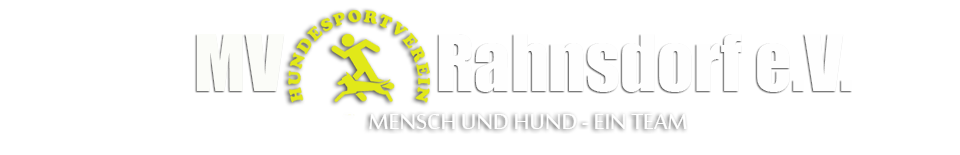 HUNDESPORTVEREIN
MV Rahnsdorf e.V.
MENSCH UND HUND - EIN TEAM